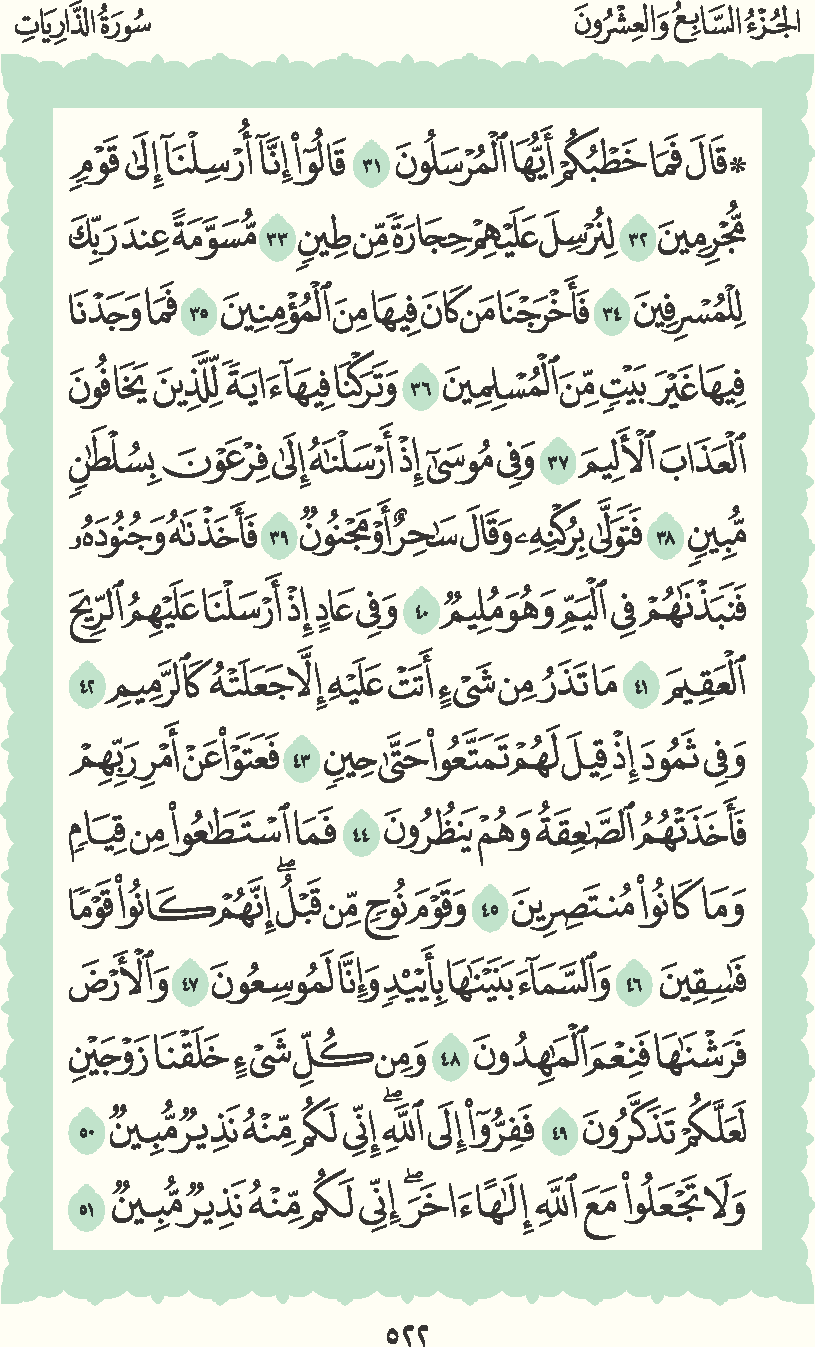 الجُزْءُ السَّابِعُ وَالعِشْرُونَ سُورَةُ الذَّارِيَاتِ
*قَالَ فَمَا خَطْبُكُمْ أَيُّهَا ٱلْمُرْسَلُونَ ٣١ قَالُوٓاْ إِنَّآ أُرْسِلْنَآ إِلَىٰ قَوْمٖ
مُّجْرِمِينَ ٣٢ لِنُرْسِلَ عَلَيْهِمْ حِجَارَةٗ مِّن طِينٖ ٣٣ مُّسَوَّمَةً عِندَ رَبِّكَ
لِلْمُسْرِفِينَ ٣٤ فَأَخْرَجْنَا مَن كَانَ فِيهَا مِنَ ٱلْمُؤْمِنِينَ ٣٥ فَمَا وَجَدْنَا
فِيهَا غَيْرَ بَيْتٖ مِّنَ ٱلْمُسْلِمِينَ ٣٦ وَتَرَكْنَا فِيهَآ ءَايَةٗ لِّلَّذِينَ يَخَافُونَ
ٱلْعَذَابَ ٱلْأَلِيمَ ٣٧ وَفِي مُوسَىٰٓ إِذْ أَرْسَلْنَٰهُ إِلَىٰ فِرْعَوْنَ بِسُلْطَٰنٖ
مُّبِينٖ ٣٨ فَتَوَلَّىٰ بِرُكْنِهِۦ وَقَالَ سَٰحِرٌ أَوْ مَجْنُونٞ ٣٩ فَأَخَذْنَٰهُ وَجُنُودَهُۥ
فَنَبَذْنَٰهُمْ فِي ٱلْيَمِّ وَهُوَ مُلِيمٞ ٤٠ وَفِي عَادٍ إِذْ أَرْسَلْنَا عَلَيْهِمُ ٱلرِّيحَ
ٱلْعَقِيمَ ٤١ مَا تَذَرُ مِن شَيْءٍ أَتَتْ عَلَيْهِ إِلَّا جَعَلَتْهُ كَٱلرَّمِيمِ ٤٢
وَفِي ثَمُودَ إِذْ قِيلَ لَهُمْ تَمَتَّعُواْ حَتَّىٰ حِينٖ ٤٣ فَعَتَوْاْ عَنْ أَمْرِ رَبِّهِمْ
فَأَخَذَتْهُمُ ٱلصَّٰعِقَةُ وَهُمْ يَنظُرُونَ ٤٤ فَمَا ٱسْتَطَٰعُواْ مِن قِيَامٖ
وَمَا كَانُواْ مُنتَصِرِينَ ٤٥ وَقَوْمَ نُوحٖ مِّن قَبْلُۖ إِنَّهُمْ كَانُواْ قَوْمٗا
فَٰسِقِينَ ٤٦ وَٱلسَّمَآءَ بَنَيْنَٰهَا بِأَيْيْدٖ وَإِنَّا لَمُوسِعُونَ ٤٧ وَٱلْأَرْضَ
فَرَشْنَٰهَا فَنِعْمَ ٱلْمَٰهِدُونَ ٤٨ وَمِن كُلِّ شَيْءٍ خَلَقْنَا زَوْجَيْنِ
لَعَلَّكُمْ تَذَكَّرُونَ ٤٩ فَفِرُّوٓاْ إِلَى ٱللَّهِۖ إِنِّي لَكُم مِّنْهُ نَذِيرٞ مُّبِينٞ ٥٠
وَلَا تَجْعَلُواْ مَعَ ٱللَّهِ إِلَٰهًا ءَاخَرَۖ إِنِّي لَكُم مِّنْهُ نَذِيرٞ مُّبِينٞ ٥١
٥٢٢